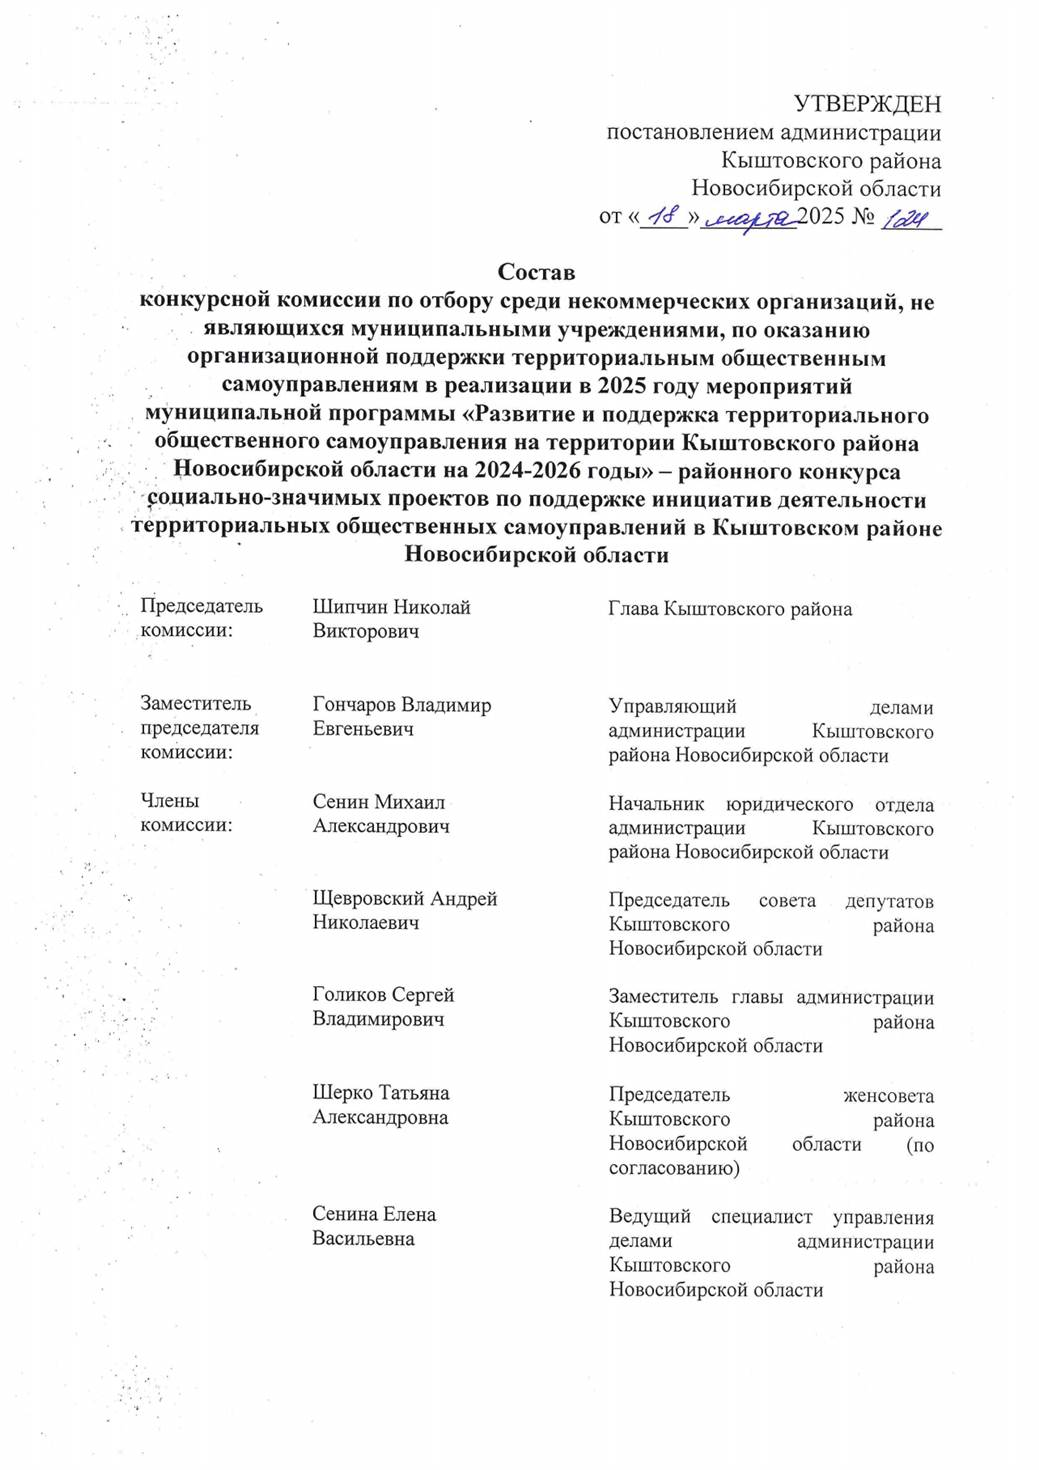 УТВЕРЖДЕН
постановлением администрации
Кыштовского района
Новосибирской области
от «18» марта 2025 № 124
Состав
конкурсной комиссии по отбору среди некоммерческих организаций, не
являющихся муниципальными учреждениями, по оказанию
организационной поддержки территориальным общественным
самоуправлениям в реализации в 2025 году мероприятий
муниципальной программы «Развитие и поддержка территориального
общественного самоуправления на территории Кыштовского района
Новосибирской области на 2024-2026 годы» – районного конкурса
социально-значимых проектов по поддержке инициатив деятельности
территориальных общественных самоуправлений в Кыштовском районе
Новосибирской области
Председатель
комиссии:
Шипчин Николай
Викторович
Глава Кыштовского района
Заместитель
председателя
комиссии:
Гончаров Владимир
Евгеньевич
Управляющий делами
администрации Кыштовского
района Новосибирской области
Члены
комиссии:
Сенин Михаил
Александрович
Начальник юридического отдела
администрации Кыштовского
района Новосибирской области
Щевровский Андрей
Николаевич
Председатель совета депутатов
Кыштовского района
Новосибирской области
Голиков Сергей
Владимирович
Заместитель главы администрации
Кыштовского района
Новосибирской области
Шерко Татьяна
Александровна
Председатель женсовета
Кыштовского района
Новосибирской области (по
согласованию)
Сенина Елена
Васильевна
Ведущий специалист управления
делами администрации
Кыштовского района
Новосибирской области